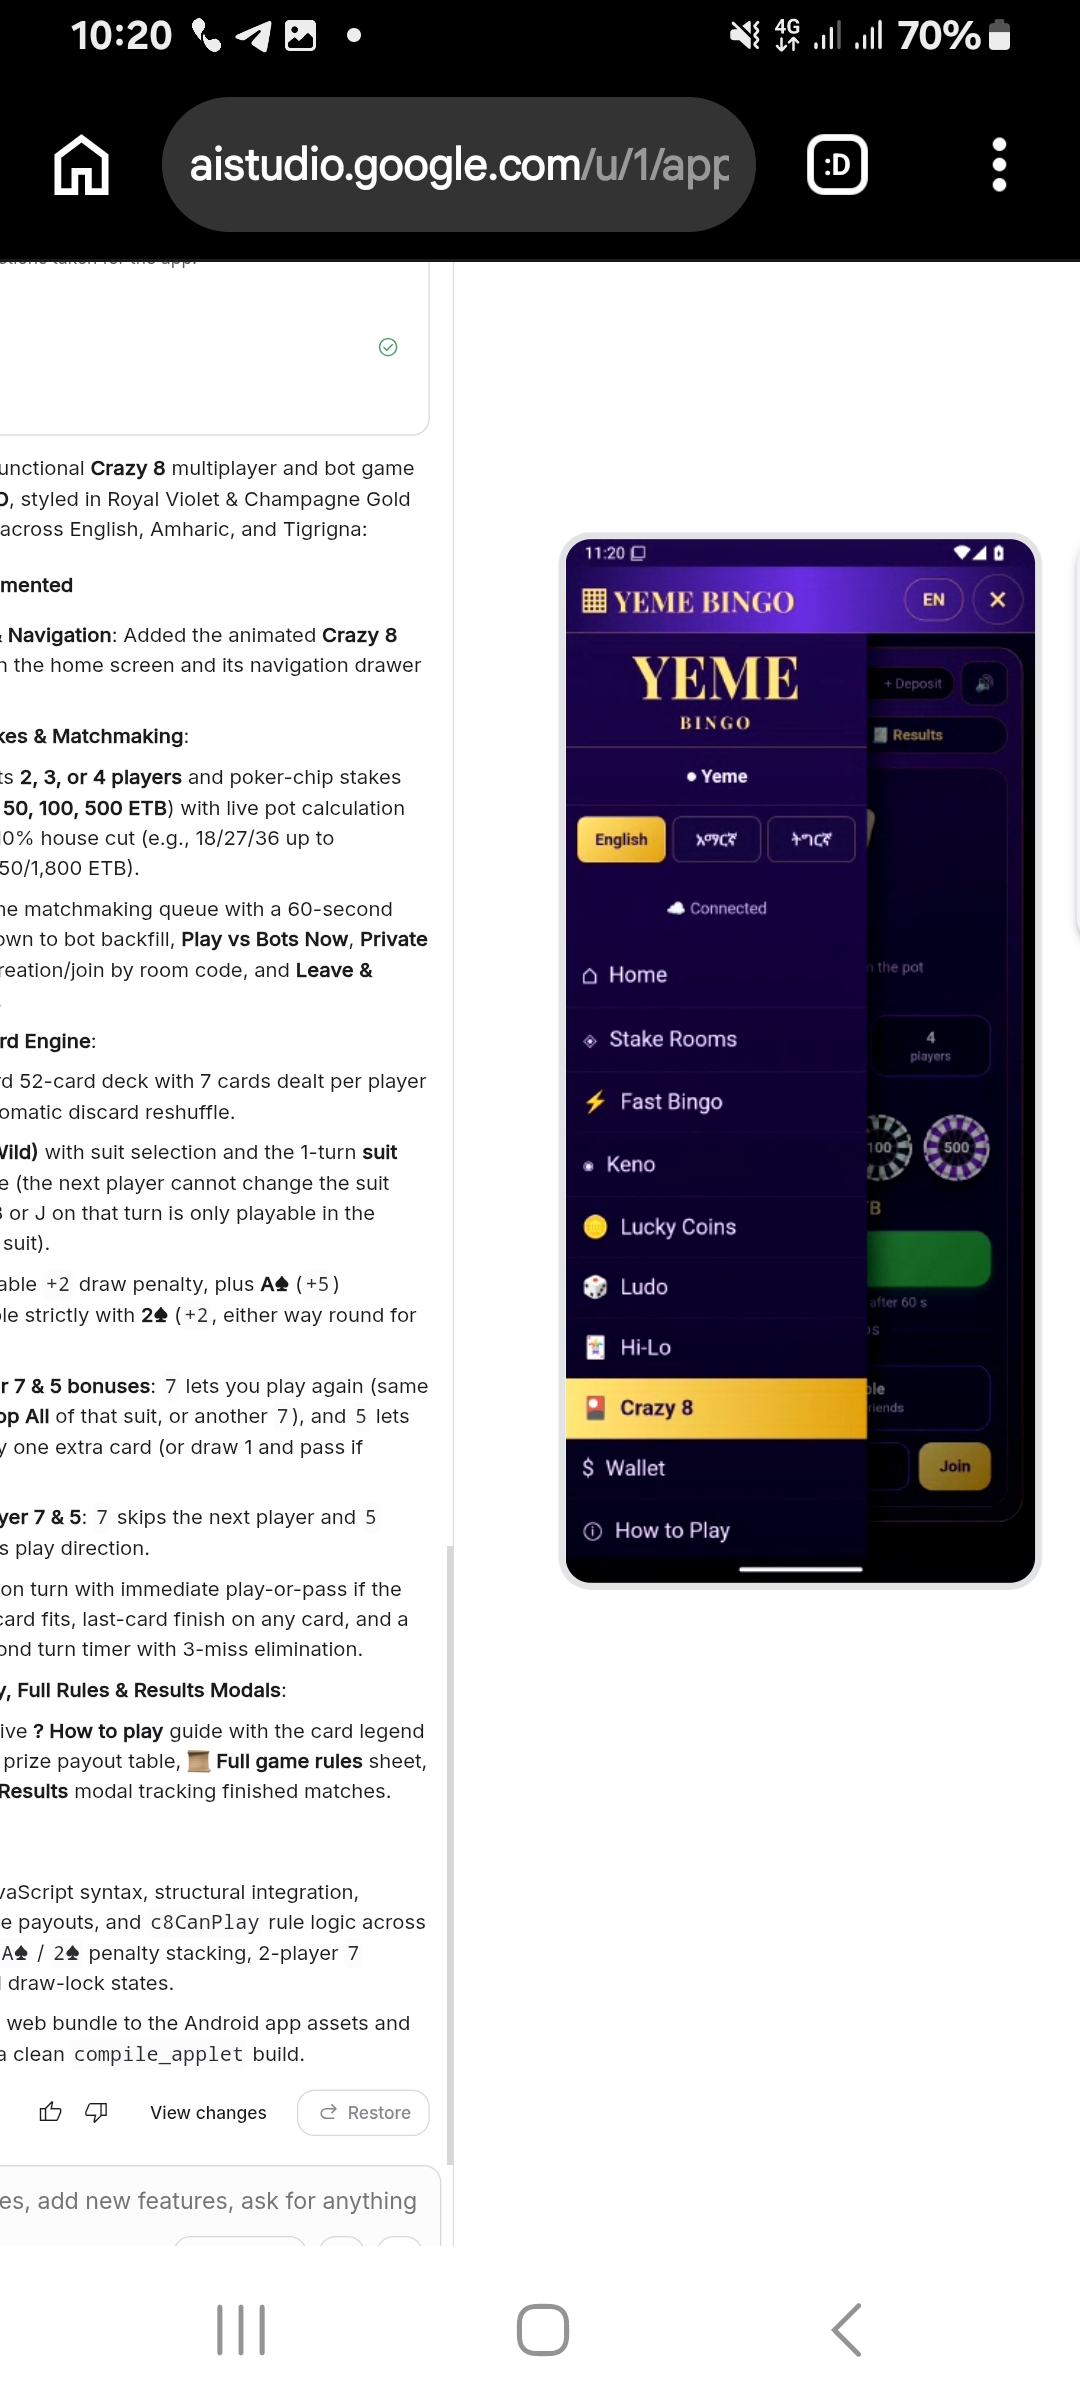 10:20
4G
70%
aistudio.google.com/u/1/app
:D
unctional Crazy 8 multiplayer and bot game
, styled in Royal Violet & Champagne Gold
across English, Amharic, and Tigrigna:
mented
& Navigation: Added the animated Crazy 8
n the home screen and its navigation drawer
kes & Matchmaking:
ts 2, 3, or 4 players and poker-chip stakes
50, 100, 500 ETB) with live pot calculation
10% house cut (e.g., 18/27/36 up to
50/1,800 ETB).
me matchmaking queue with a 60-second
own to bot backfill, Play vs Bots Now, Private
reation/join by room code, and Leave &
.
rd Engine:
rd 52-card deck with 7 cards dealt per player
omatic discard reshuffle.
Wild) with suit selection and the 1-turn suit
e (the next player cannot change the suit
8 or J on that turn is only playable in the
suit).
able +2 draw penalty, plus A♠ (+5)
le strictly with 2♠ (+2, either way round for
r 7 & 5 bonuses: 7 lets you play again (same
op All of that suit, or another 7), and 5 lets
y one extra card (or draw 1 and pass if
yer 7 & 5: 7 skips the next player and 5
s play direction.
on turn with immediate play-or-pass if the
card fits, last-card finish on any card, and a
ond turn timer with 3-miss elimination.
y, Full Rules & Results Modals:
ive ? How to play guide with the card legend
prize payout table, 📜 Full game rules sheet,
Results modal tracking finished matches.
vaScript syntax, structural integration,
e payouts, and c8CanPlay rule logic across
A♠ / 2♠ penalty stacking, 2-player 7
draw-lock states.
web bundle to the Android app assets and
a clean compile_applet build.
View changes
Restore
es, add new features, ask for anything
11:20
YEME BINGO
EN
YEME
BINGO
+ Deposit
Results
Yeme
English
አማርኛ
ትግርኛ
Connected
n the pot
Home
4
players
Stake Rooms
Fast Bingo
100
500
Keno
B
Lucky Coins
Ludo
after 60 s
Hi-Lo
Crazy 8
ble
riends
Wallet
Join
How to Play